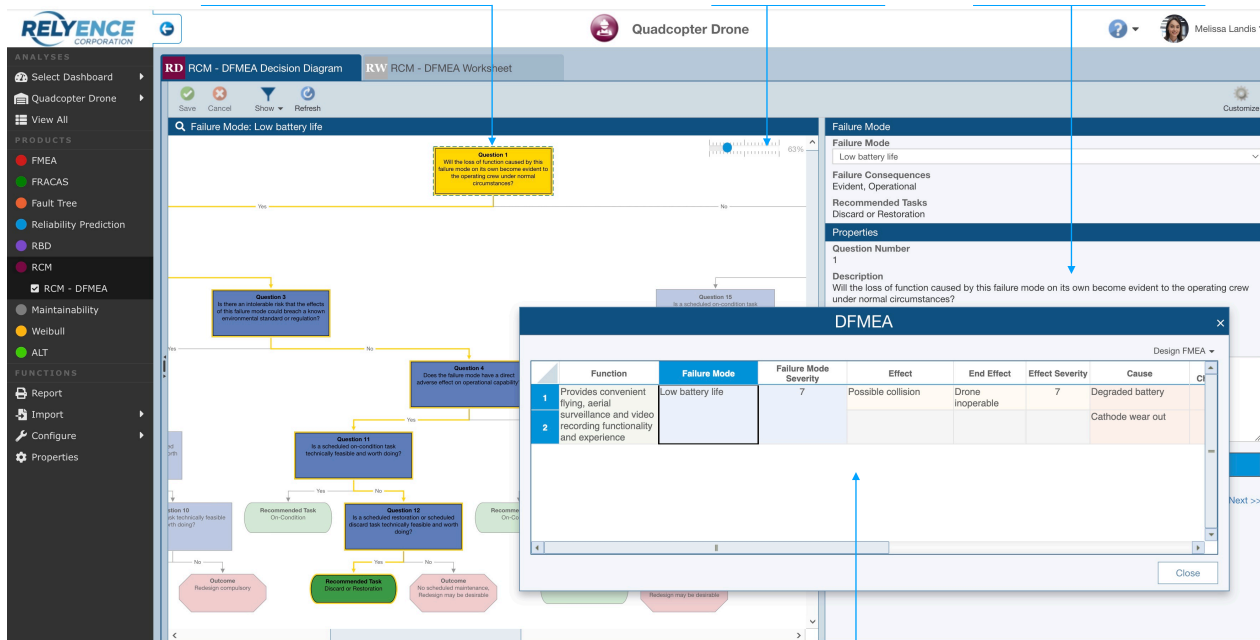 RELYENCE
CORPORATION
Quadcopter Drone
Melissa Landis
ANALYSES
Select Dashboard
Quadcopter Drone
View All
PRODUCTS
FMEA
FRACAS
Fault Tree
Reliability Prediction
RBD
RCM
RCM - DFMEA
Maintainability
Weibull
ALT
FUNCTIONS
Report
Import
Configure
Properties
RD RCM - DFMEA Decision Diagram
RW RCM - DFMEA Worksheet
Save Cancel Show Refresh
Customize
Failure Mode: Low battery life
63%
Question 1
Will the loss of function caused by this
failure mode on its own become evident to
the operating crew under normal
circumstances?
Yes
No
Question 3
Is there an intolerable risk that the effects
of this failure mode could breach a known
environmental standard or regulation?
Question 15
Is a scheduled on-condition task
Yes
No
Question 4
Does the failure mode have a direct
adverse effect on operational capability?
Yes
Question 11
Is a scheduled on-condition task
technically feasible and worth doing?
Yes
No
stion 10
sk technically feasible
rth doing?
Recommended Task
On-Condition
Question 12
Is a scheduled restoration or scheduled
discard task technically feasible and worth
doing?
Recomme
On-Co
No
Yes
No
Outcome
Redesign compulsory
Recommended Task
Discard or Restoration
Outcome
No scheduled maintenance,
Redesign may be desirable
Redesign may be desirable
Failure Mode
Failure Mode
Low battery life
Failure Consequences
Evident, Operational
Recommended Tasks
Discard or Restoration
Properties
Question Number
1
Description
Will the loss of function caused by this failure mode on its own become evident to the operating crew
under normal circumstances?
Next >>
DFMEA
×
Design FMEA
Function Failure Mode Failure Mode Severity Effect End Effect Effect Severity Cause
1 Provides convenient flying, aerial surveillance and video recording functionality and experience Low battery life 7 Possible collision Drone inoperable 7 Degraded battery
2 Cathode wear out
Close